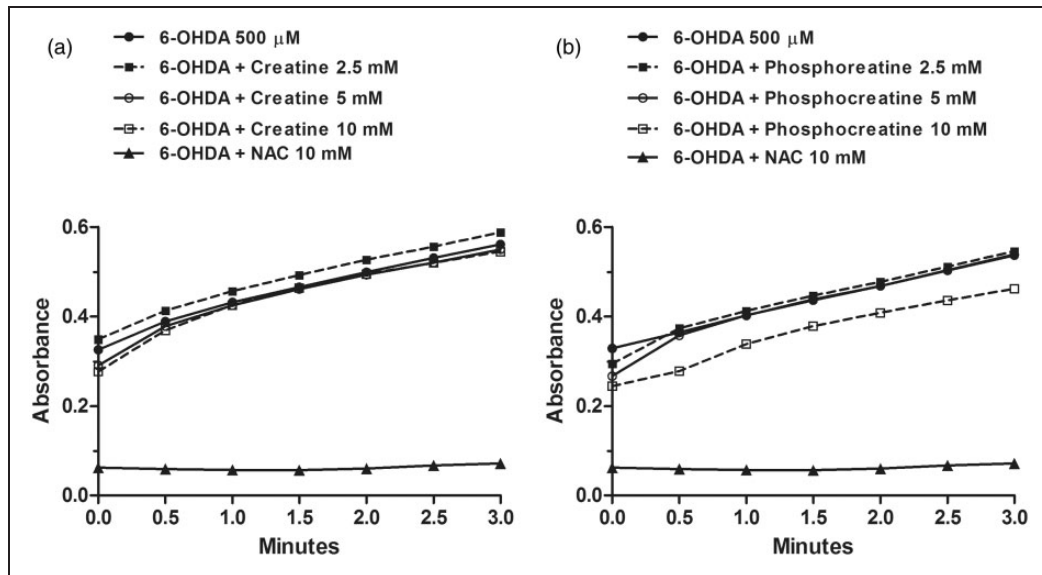 (a)
6-OHDA 500 μM
6-OHDA + Creatine 2.5 mM
6-OHDA + Creatine 5 mM
6-OHDA + Creatine 10 mM
6-OHDA + NAC 10 mM
Absorbance
0.6
0.4
0.2
0.0
0.0 0.5 1.0 1.5 2.0 2.5 3.0
Minutes
(b)
6-OHDA 500 μM
6-OHDA + Phosphoreatine 2.5 mM
6-OHDA + Phosphocreatine 5 mM
6-OHDA + Phosphocreatine 10 mM
6-OHDA + NAC 10 mM
Absorbance
0.6
0.4
0.2
0.0
0.0 0.5 1.0 1.5 2.0 2.5 3.0
Minutes